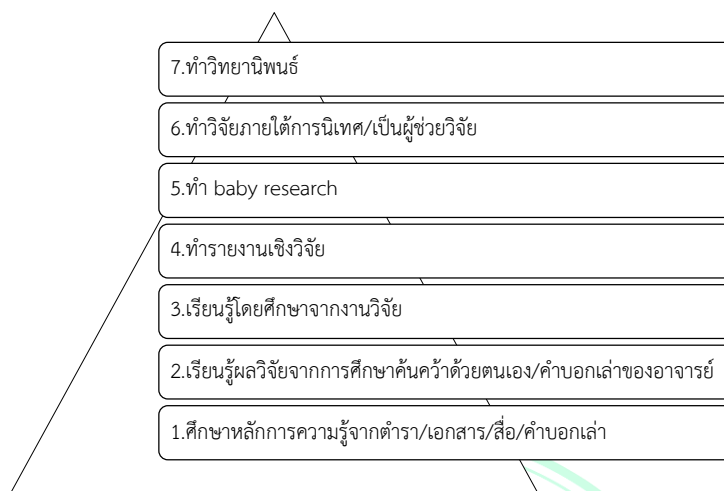 7.ทำวิทยานิพนธ์
6.ทำวิจัยภายใต้การนิเทศ/เป็นผู้ช่วยวิจัย
5.ทำ baby research
4.ทำรายงานเชิงวิจัย
3.เรียนรู้โดยศึกษาจากงานวิจัย
2.เรียนรู้ผลวิจัยจากการศึกษาค้นคว้าด้วยตนเอง/คำบอกเล่าของอาจารย์
1.ศึกษาหลักการความรู้จากตำรา/เอกสาร/สื่อ/คำบอกเล่า